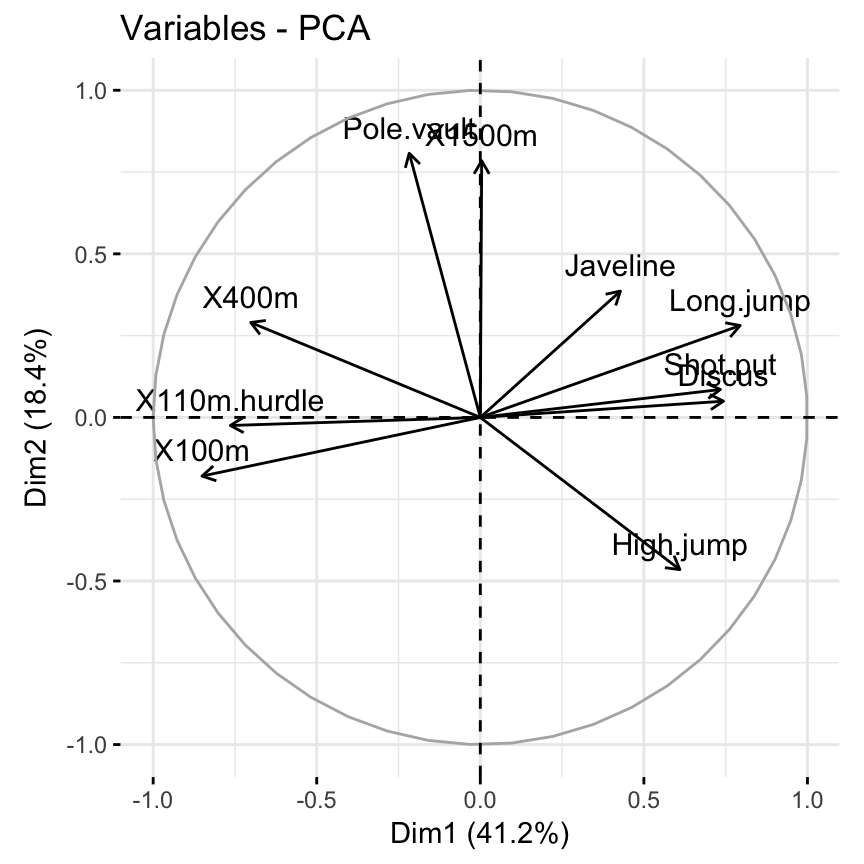 Variables - PCA
1.0
0.5
0.0
-0.5
-1.0
Dim2 (18.4%)
Pole.vault
X1500m
Javeline
X400m
Long.jump
Shot.put
Discus
X110m.hurdle
X100m
High.jump
-1.0
-0.5
0.0
0.5
1.0
Dim1 (41.2%)